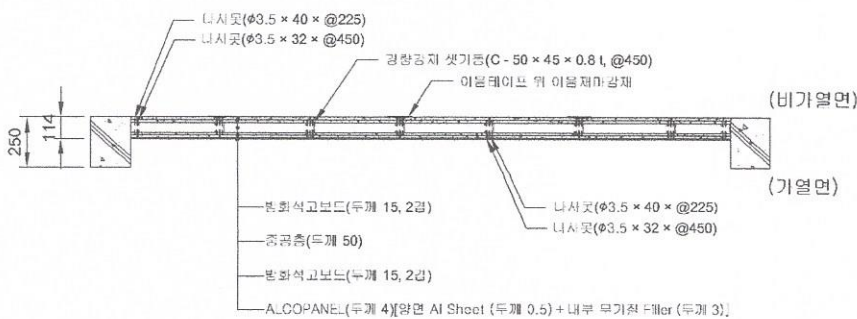 나사못(ϕ3.5 × 40 × @225)
나사못(ϕ3.5 × 32 × @450)
경량강재 샛기둥(C - 50 × 45 × 0.8 t, @450)
이음테이프 위 이음재마감재
(비가열면)
250
114
(가열면)
방화석고보드(두께 15, 2겹)
나사못(ϕ3.5 × 40 × @225)
나사못(ϕ3.5 × 32 × @450)
중공층(두께 50)
방화석고보드(두께 15, 2겹)
ALCOPANEL(두께 4)[양면 Al Sheet (두께 0.5) + 내부 무기질 Filler (두께 3)]